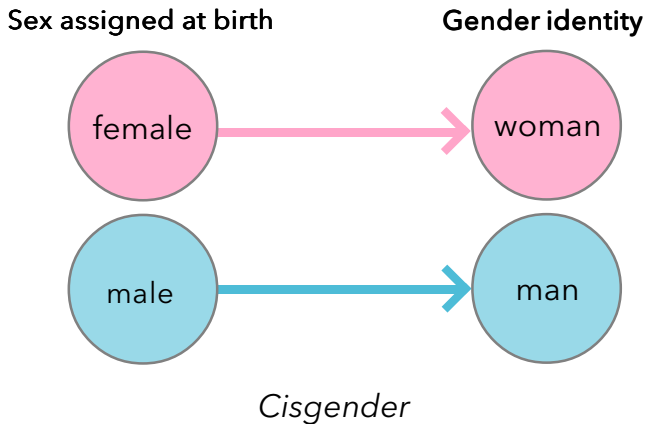 Sex assigned at birth
Gender identity
female
woman
male
man
Cisgender